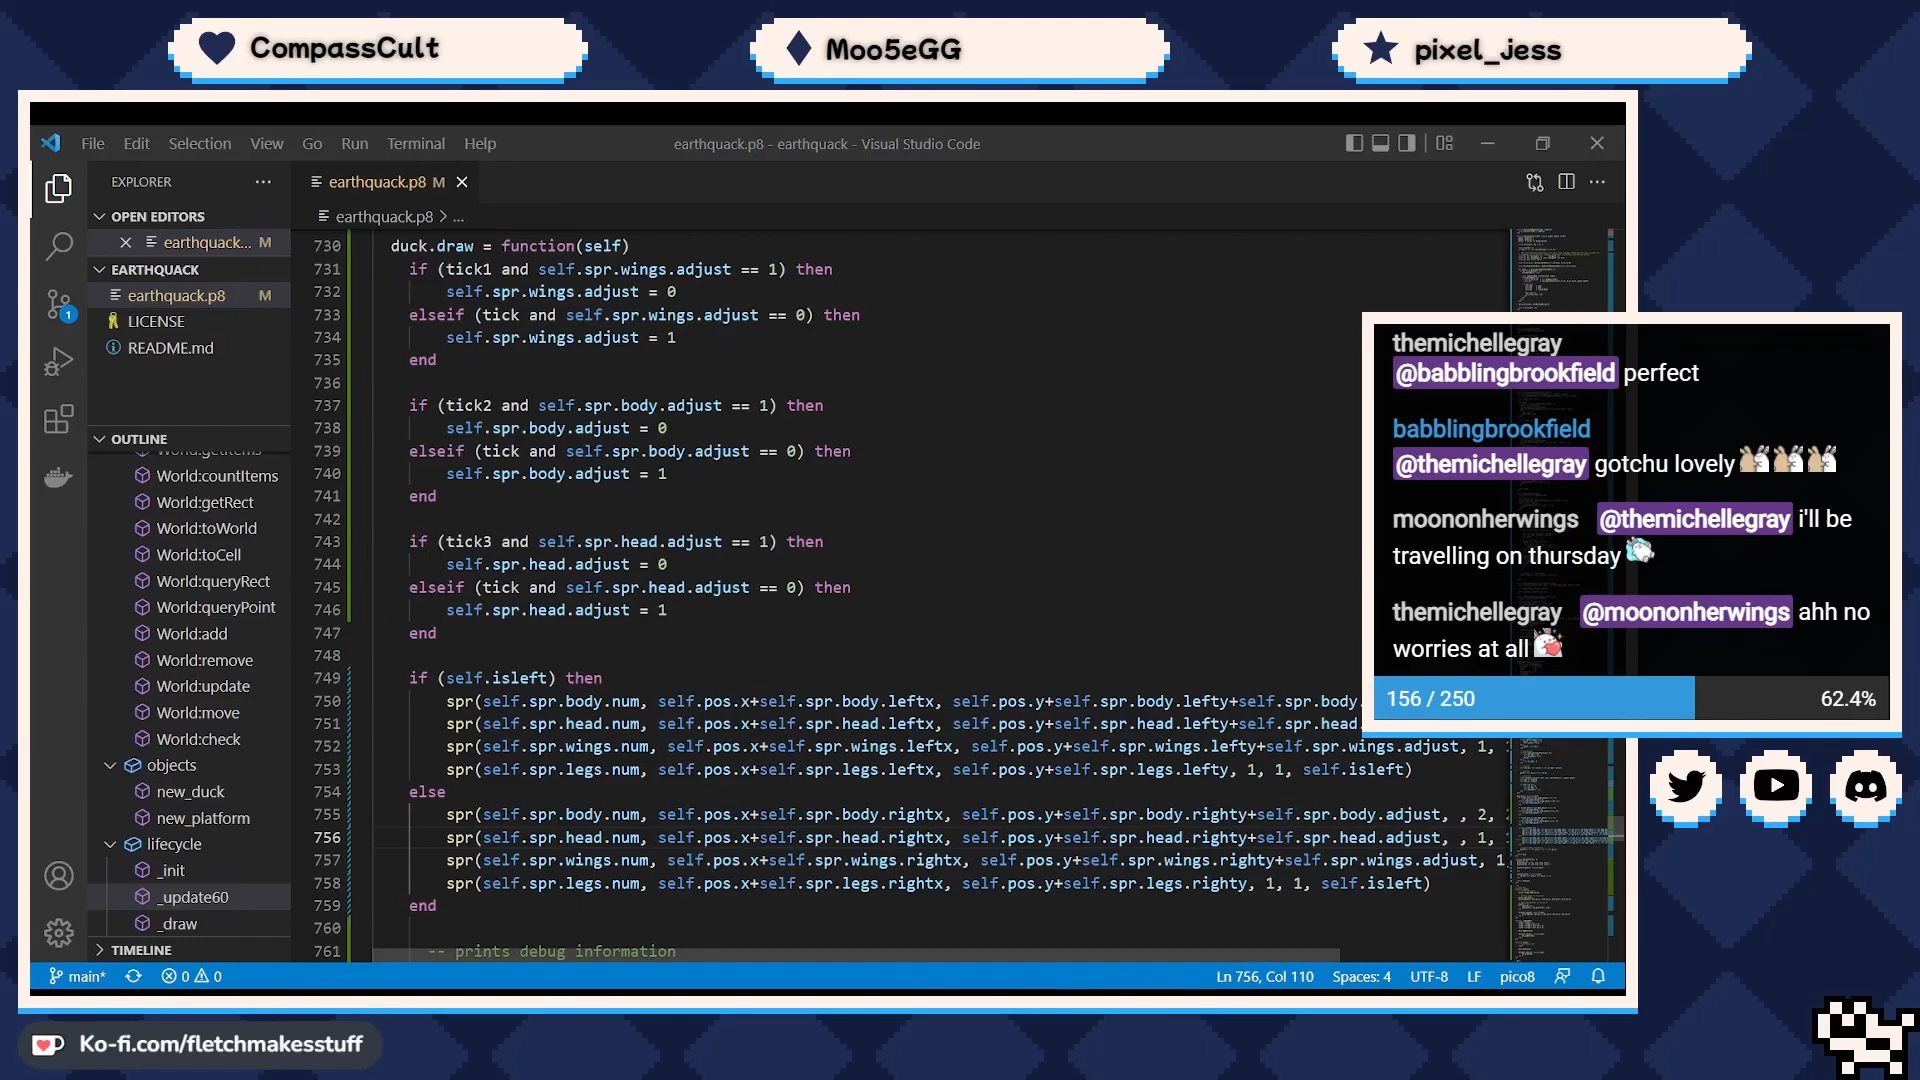 CompassCult
Moo5eGG
pixel_jess
File Edit Selection View Go Run Terminal Help
earthquack.p8 - earthquack - Visual Studio Code
EXPLORER
OPEN EDITORS
earthquack... M
EARTHQUACK
earthquack.p8 M
LICENSE
README.md
1
OUTLINE
World:countItems
World:getRect
World:toWorld
World:toCell
World:queryRect
World:queryPoint
World:add
World:remove
World:update
World:move
World:check
objects
new_duck
new_platform
lifecycle
_init
_update60
_draw
TIMELINE
earthquack.p8 M
earthquack.p8 > ...
730 duck.draw = function(self)
731 if (tick1 and self.spr.wings.adjust == 1) then
732 self.spr.wings.adjust = 0
733 elseif (tick and self.spr.wings.adjust == 0) then
734 self.spr.wings.adjust = 1
735 end
736
737 if (tick2 and self.spr.body.adjust == 1) then
738 self.spr.body.adjust = 0
739 elseif (tick and self.spr.body.adjust == 0) then
740 self.spr.body.adjust = 1
741 end
742
743 if (tick3 and self.spr.head.adjust == 1) then
744 self.spr.head.adjust = 0
745 elseif (tick and self.spr.head.adjust == 0) then
746 self.spr.head.adjust = 1
747 end
748
749 if (self.isleft) then
750 spr(self.spr.body.num, self.pos.x+self.spr.body.leftx, self.pos.y+self.spr.body.lefty+self.spr.body.
751 spr(self.spr.head.num, self.pos.x+self.spr.head.leftx, self.pos.y+self.spr.head.lefty+self.spr.head.
752 spr(self.spr.wings.num, self.pos.x+self.spr.wings.leftx, self.pos.y+self.spr.wings.lefty+self.spr.wings.adjust, 1,
753 spr(self.spr.legs.num, self.pos.x+self.spr.legs.leftx, self.pos.y+self.spr.legs.lefty, 1, 1, self.isleft)
754 else
755 spr(self.spr.body.num, self.pos.x+self.spr.body.rightx, self.pos.y+self.spr.body.righty+self.spr.body.adjust, , 2,
756 spr(self.spr.head.num, self.pos.x+self.spr.head.rightx, self.pos.y+self.spr.head.righty+self.spr.head.adjust, , 1,
757 spr(self.spr.wings.num, self.pos.x+self.spr.wings.rightx, self.pos.y+self.spr.wings.righty+self.spr.wings.adjust, 1
758 spr(self.spr.legs.num, self.pos.x+self.spr.legs.rightx, self.pos.y+self.spr.legs.righty, 1, 1, self.isleft)
759 end
760
761 -- prints debug information
main* 0 0
Ln 756, Col 110 Spaces: 4 UTF-8 LF pico8
themichellegray
@babblingbrookfield perfect
babblingbrookfield
@themichellegray gotchu lovely
moononherwings @themichellegray i'll be
travelling on thursday
themichellegray @moononherwings ahh no
worries at all
156 / 250 62.4%
Ko-fi.com/fletchmakesstuff